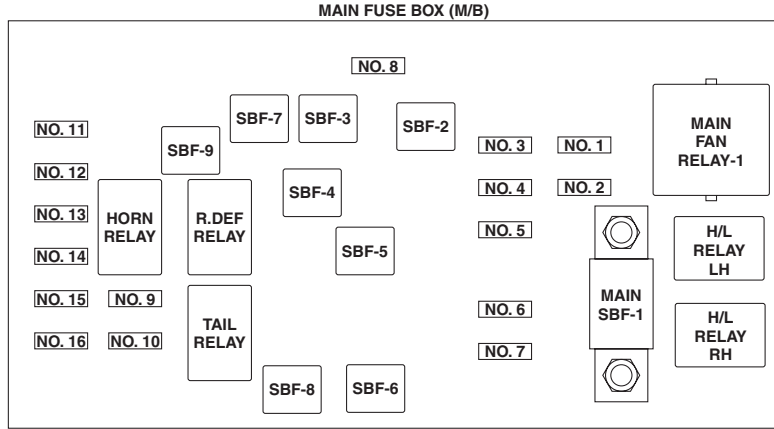 MAIN FUSE BOX (M/B)
NO. 8
NO. 11
SBF-7
SBF-3
SBF-2
SBF-9
NO. 3
NO. 1
MAIN
FAN
RELAY-1
NO. 12
SBF-4
NO. 4
NO. 2
NO. 13
HORN
RELAY
R.DEF
RELAY
NO. 5
H/L
RELAY
LH
NO. 14
SBF-5
NO. 15
NO. 9
MAIN
SBF-1
NO. 6
TAIL
RELAY
H/L
RELAY
RH
NO. 16
NO. 10
NO. 7
SBF-8
SBF-6